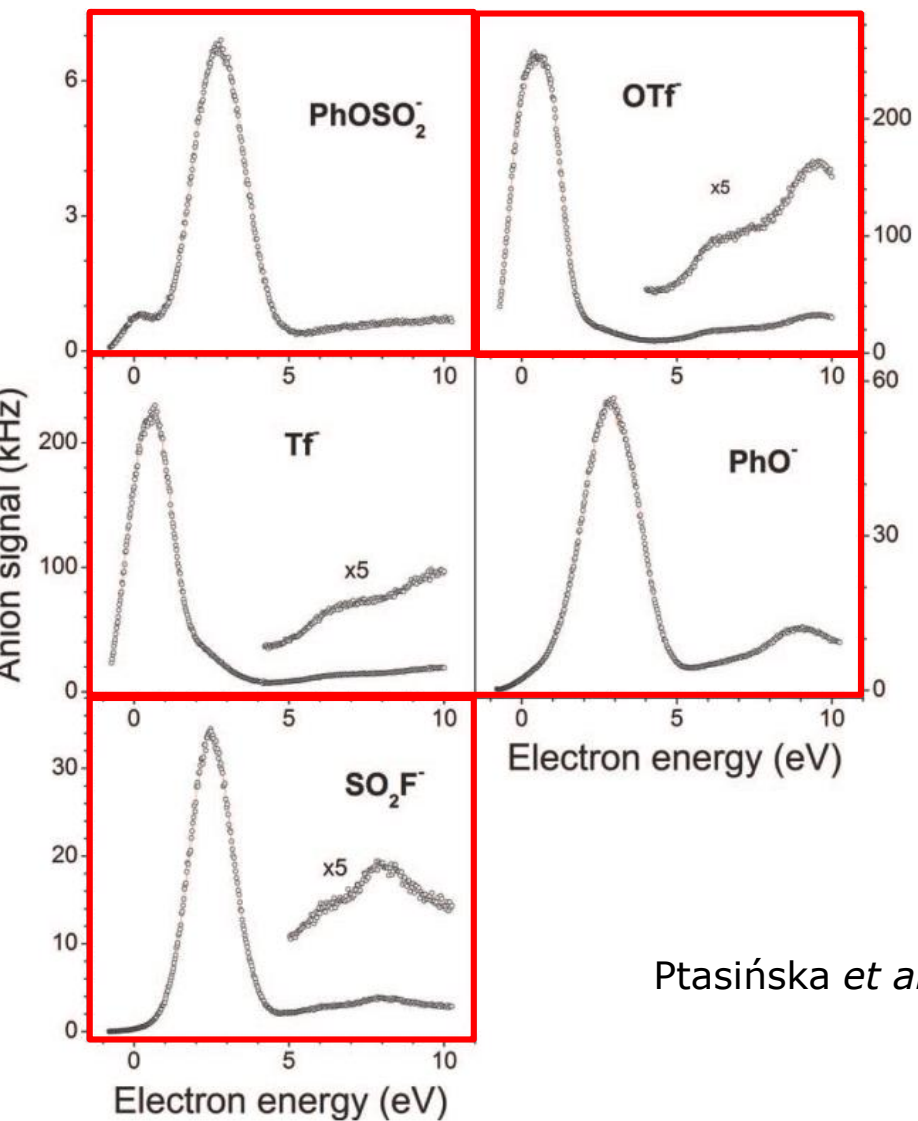 PhOSO₂⁻
6
3
0
OTf⁻
x5
200
100
0
0 5 10
0 5 10
Anion signal (kHz)
200
100
0
Tf⁻
x5
PhO⁻
60
30
0
0 5 10
0 5 10
Electron energy (eV)
30
20
10
0
SO₂F⁻
x5
0 5 10
Electron energy (eV)
Ptasińska et al